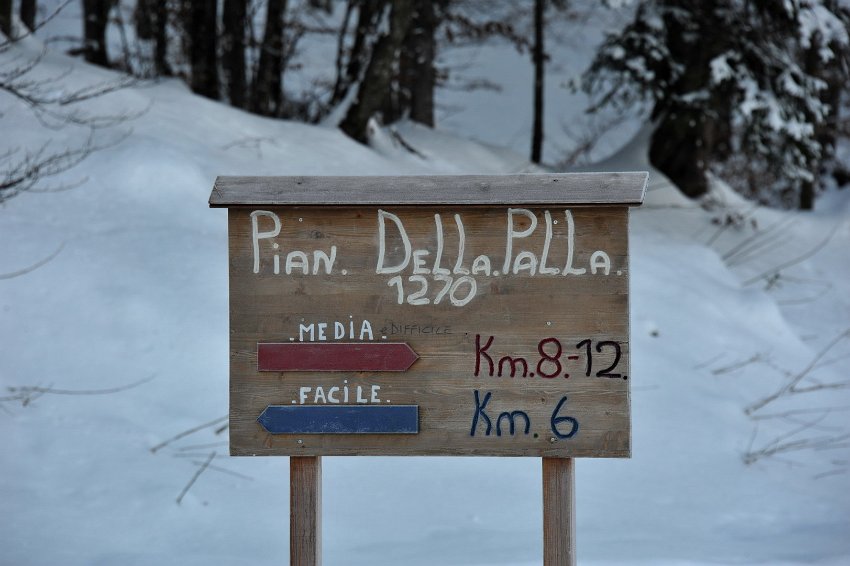 Pian. Della. Palla.
1270
.MEDIA. e DIFFICILE
Km. 8.-12.
.FACILE.
Km. 6